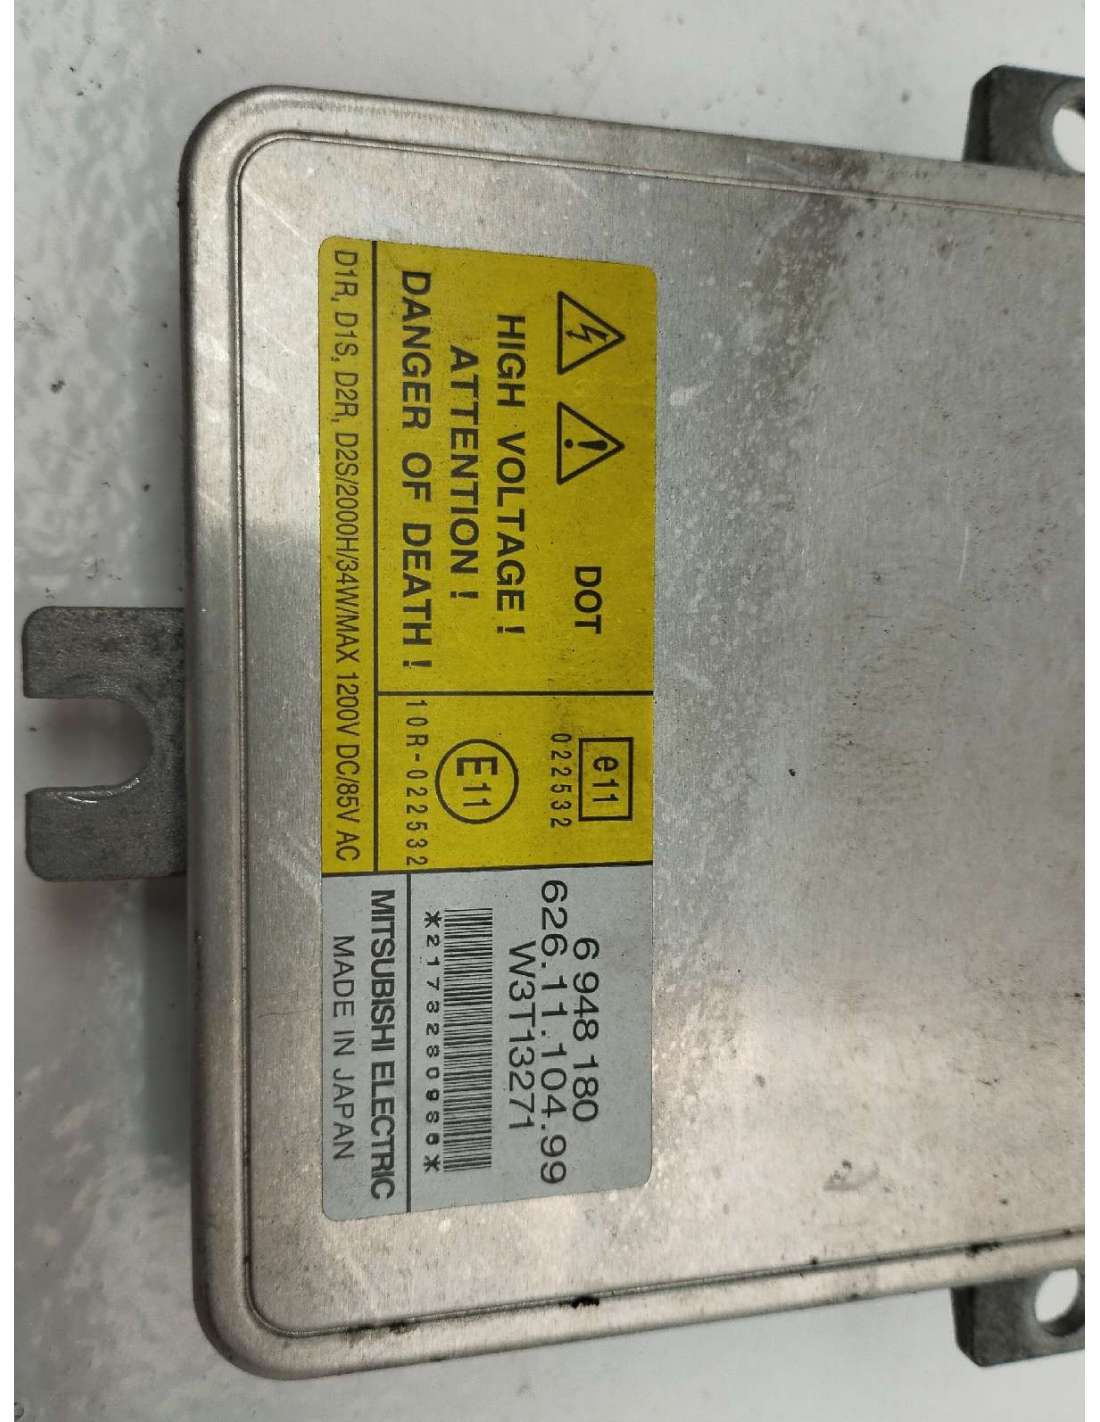 DOT
HIGH VOLTAGE !
ATTENTION !
DANGER OF DEATH !
D1R, D1S, D2R, D2S/2000H/34W/MAX 1200V DC/85V AC
e11
022532
E11
10R-022532
6 948 180
626.11.104.99
W3T13271
*2173280986*
MITSUBISHI ELECTRIC
MADE IN JAPAN